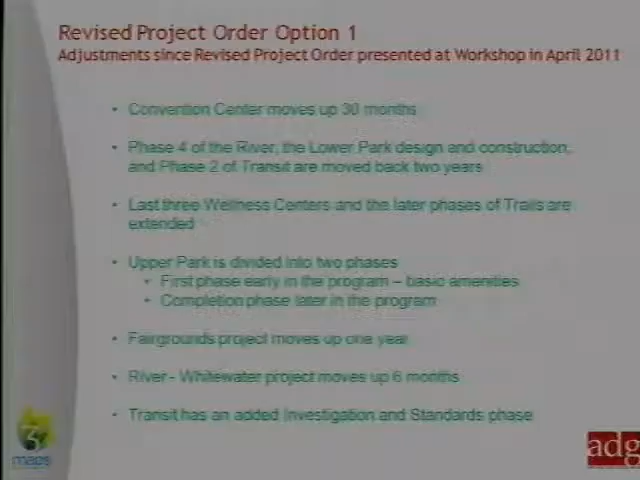 Revised Project Order Option 1
Adjustments since Revised Project Order presented at Workshop in April 2011
• Convention Center moves up 30 months
• Phase 4 of the River, the Lower Park design and construction,
and Phase 2 of Transit are moved back two years
• Last three Wellness Centers and the later phases of Trails are
extended
• Upper Park is divided into two phases
• First phase early in the program – basic amenities
• Completion phase later in the program
• Fairgrounds project moves up one year
• River - Whitewater project moves up 6 months
• Transit has an added Investigation and Standards phase
3
maps
adg